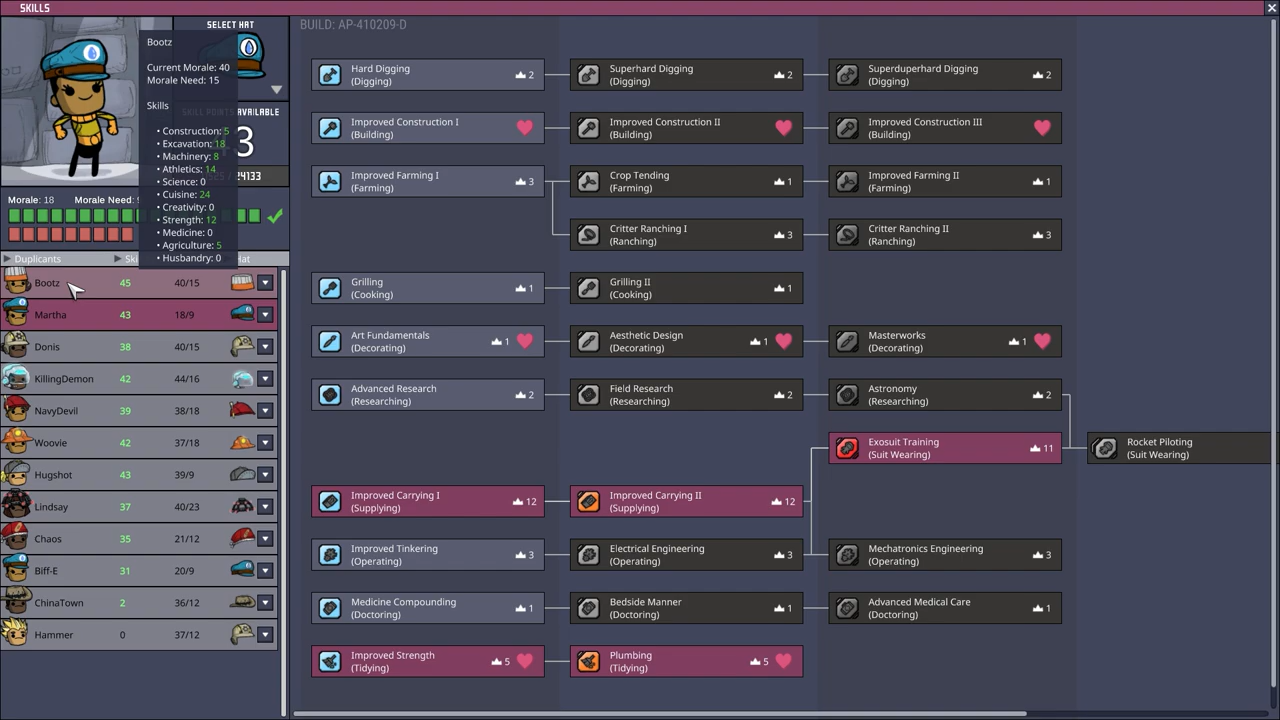 SKILLS
BUILD: AP-410209-D
SELECT HAT
Bootz
Current Morale: 40
Morale Need: 15
Skills
• Construction: 5
• Excavation: 18
• Machinery: 8
• Athletics: 14
• Science: 0
• Cuisine: 24
• Creativity: 0
• Strength: 12
• Medicine: 0
• Agriculture: 5
• Husbandry: 0
AVAILABLE
3
24133
Morale: 18 Morale Need:
Duplicants Ski Hat
Bootz 45 40/15
Martha 43 18/9
Donis 38 40/15
KillingDemon 42 44/16
NavyDevil 39 38/18
Woovie 42 37/18
Hugshot 43 39/9
Lindsay 37 40/23
Chaos 35 21/12
Biff-E 31 20/9
ChinaTown 2 36/12
Hammer 0 37/12
Hard Digging
(Digging)
2
Superhard Digging
(Digging)
2
Superduperhard Digging
(Digging)
2
Improved Construction I
(Building)
Improved Construction II
(Building)
Improved Construction III
(Building)
Improved Farming I
(Farming)
3
Crop Tending
(Farming)
1
Improved Farming II
(Farming)
1
Critter Ranching I
(Ranching)
3
Critter Ranching II
(Ranching)
3
Grilling
(Cooking)
1
Grilling II
(Cooking)
1
Art Fundamentals
(Decorating)
1
Aesthetic Design
(Decorating)
1
Masterworks
(Decorating)
1
Advanced Research
(Researching)
2
Field Research
(Researching)
2
Astronomy
(Researching)
2
Exosuit Training
(Suit Wearing)
11
Rocket Piloting
(Suit Wearing)
Improved Carrying I
(Supplying)
12
Improved Carrying II
(Supplying)
12
Improved Tinkering
(Operating)
3
Electrical Engineering
(Operating)
3
Mechatronics Engineering
(Operating)
3
Medicine Compounding
(Doctoring)
1
Bedside Manner
(Doctoring)
1
Advanced Medical Care
(Doctoring)
1
Improved Strength
(Tidying)
5
Plumbing
(Tidying)
5